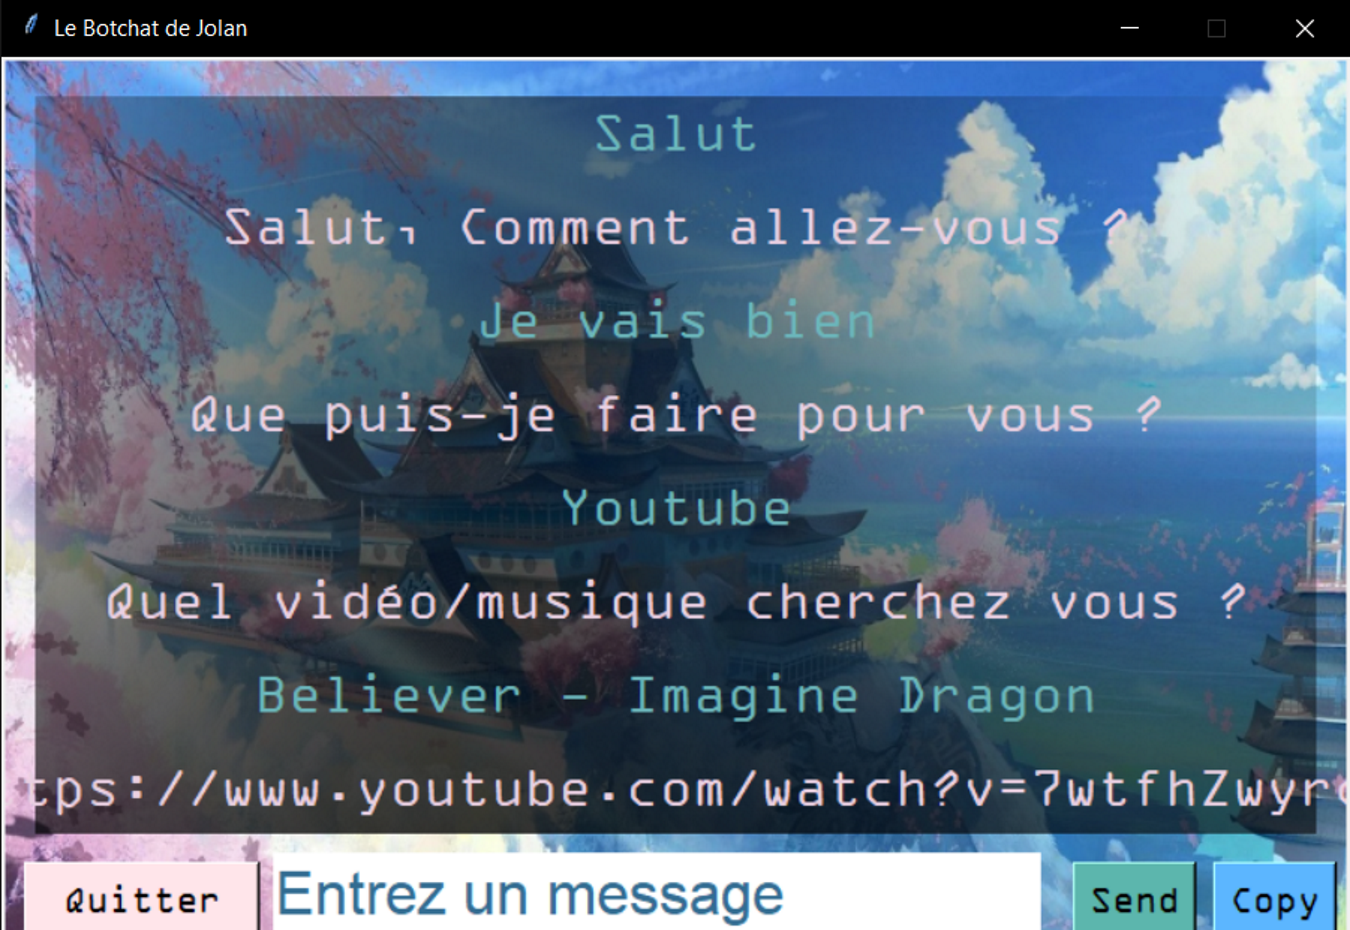 Le Botchat de Jolan
Salut
Salut, Comment allez-vous ?
Je vais bien
Que puis-je faire pour vous ?
Youtube
Quel vidéo/musique cherchez vous ?
Believer - Imagine Dragon
tps://www.youtube.com/watch?v=7wtfhZwyr
Quitter
Entrez un message
Send
Copy